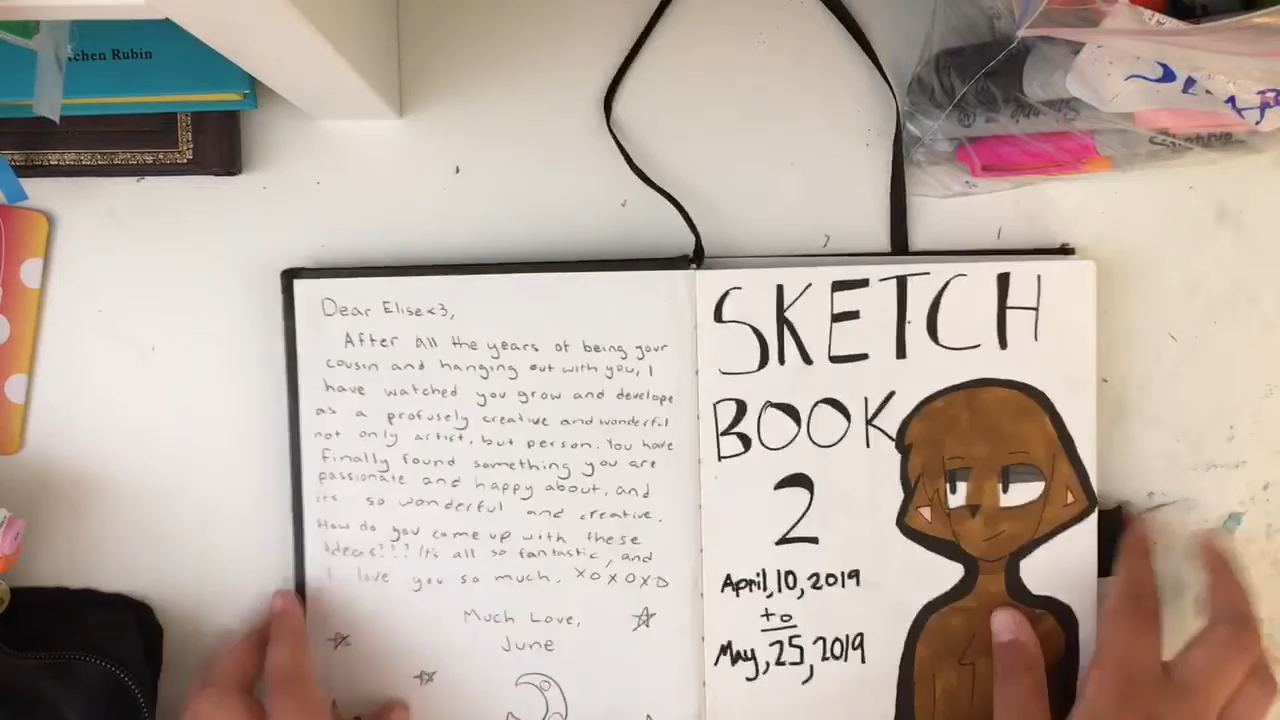 tchen Rubin
Sharpie
Dear Elise<3,
After all the years of being your
cousin and hanging out with you, I
have watched you grow and develope
as a profusely creative and wonderful
not only artist, but person. You have
finally found something you are
passionate and happy about, and
its so wonderful and creative.
How do you come up with these
ideas!!? It's all so fantastic, and
I love you so much. XOXOXO
Much Love,
June
SKETCH
BOOK
2
April, 10, 2019
to
May, 25, 2019